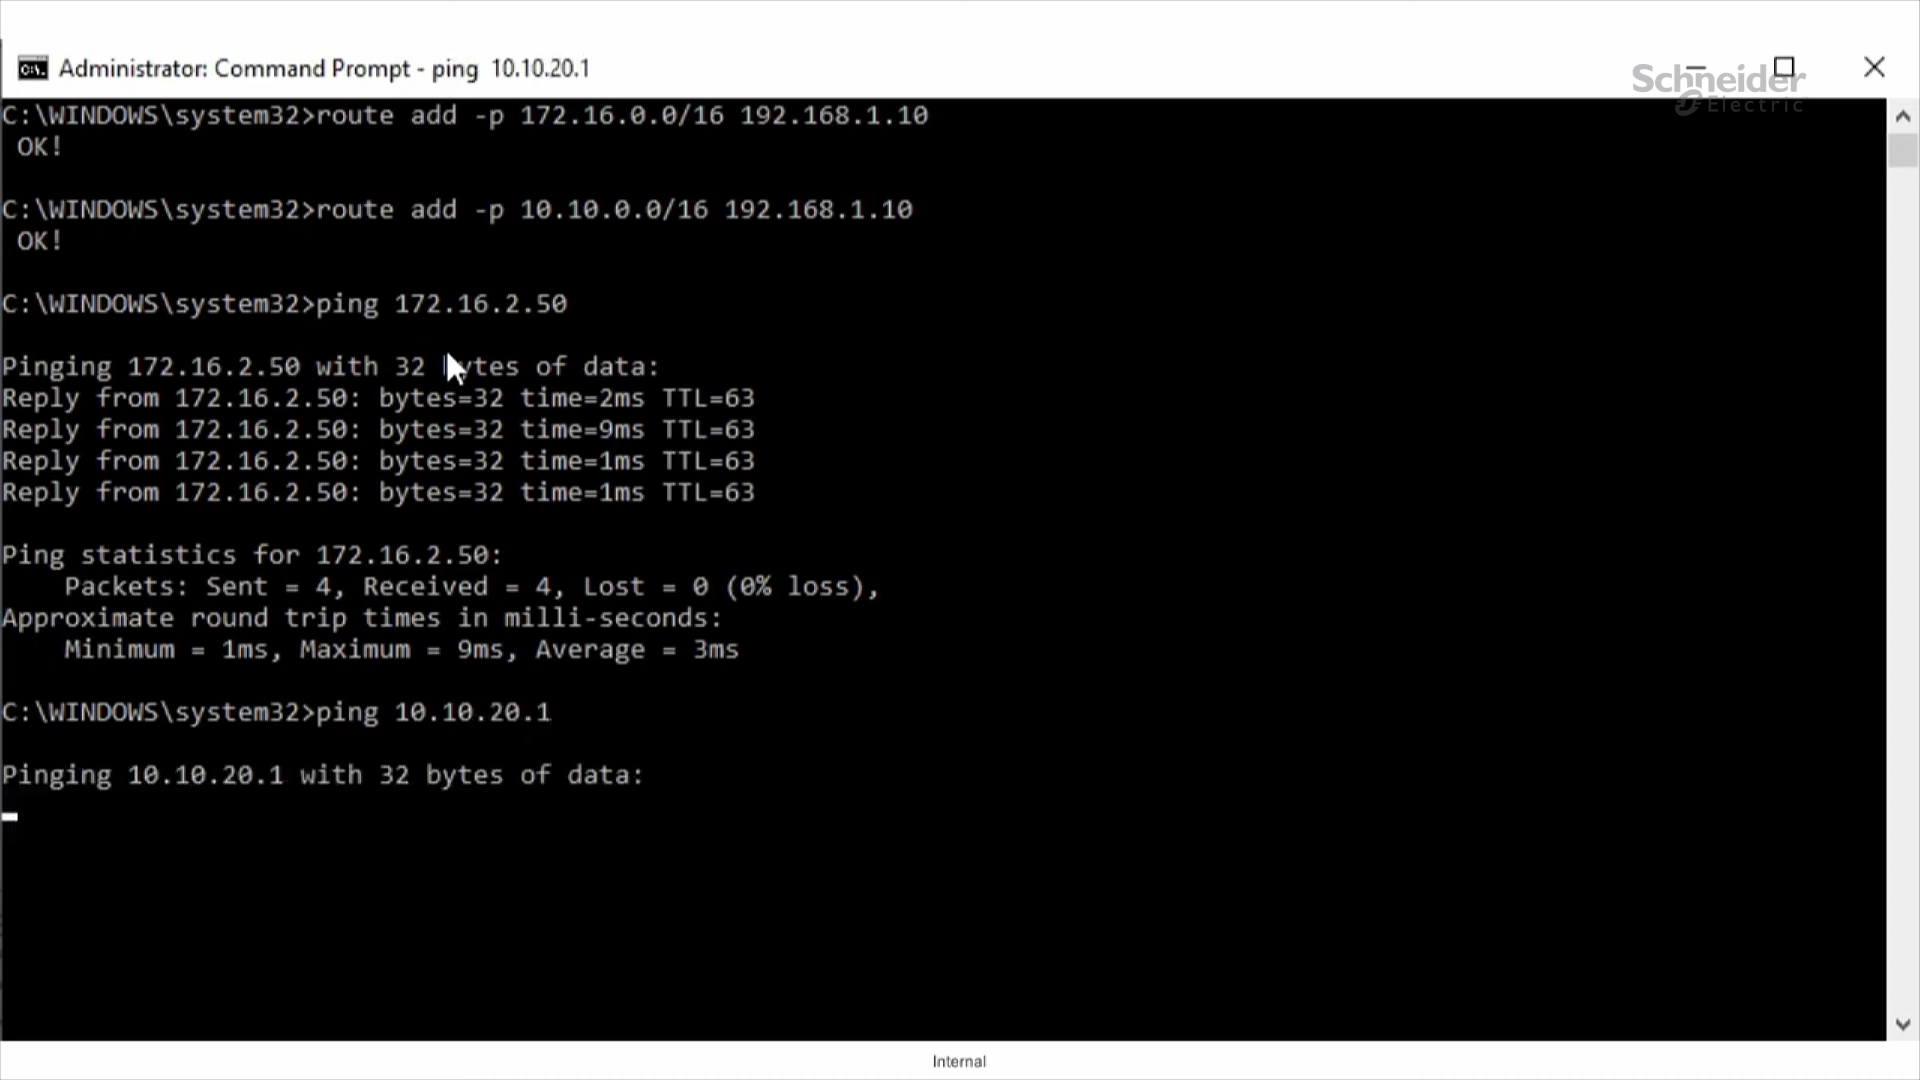 Administrator: Command Prompt - ping 10.10.20.1
Schneider
Electric
C:\WINDOWS\system32>route add -p 172.16.0.0/16 192.168.1.10
OK!
C:\WINDOWS\system32>route add -p 10.10.0.0/16 192.168.1.10
OK!
C:\WINDOWS\system32>ping 172.16.2.50
Pinging 172.16.2.50 with 32 bytes of data:
Reply from 172.16.2.50: bytes=32 time=2ms TTL=63
Reply from 172.16.2.50: bytes=32 time=9ms TTL=63
Reply from 172.16.2.50: bytes=32 time=1ms TTL=63
Reply from 172.16.2.50: bytes=32 time=1ms TTL=63
Ping statistics for 172.16.2.50:
Packets: Sent = 4, Received = 4, Lost = 0 (0% loss),
Approximate round trip times in milli-seconds:
Minimum = 1ms, Maximum = 9ms, Average = 3ms
C:\WINDOWS\system32>ping 10.10.20.1
Pinging 10.10.20.1 with 32 bytes of data:
Internal